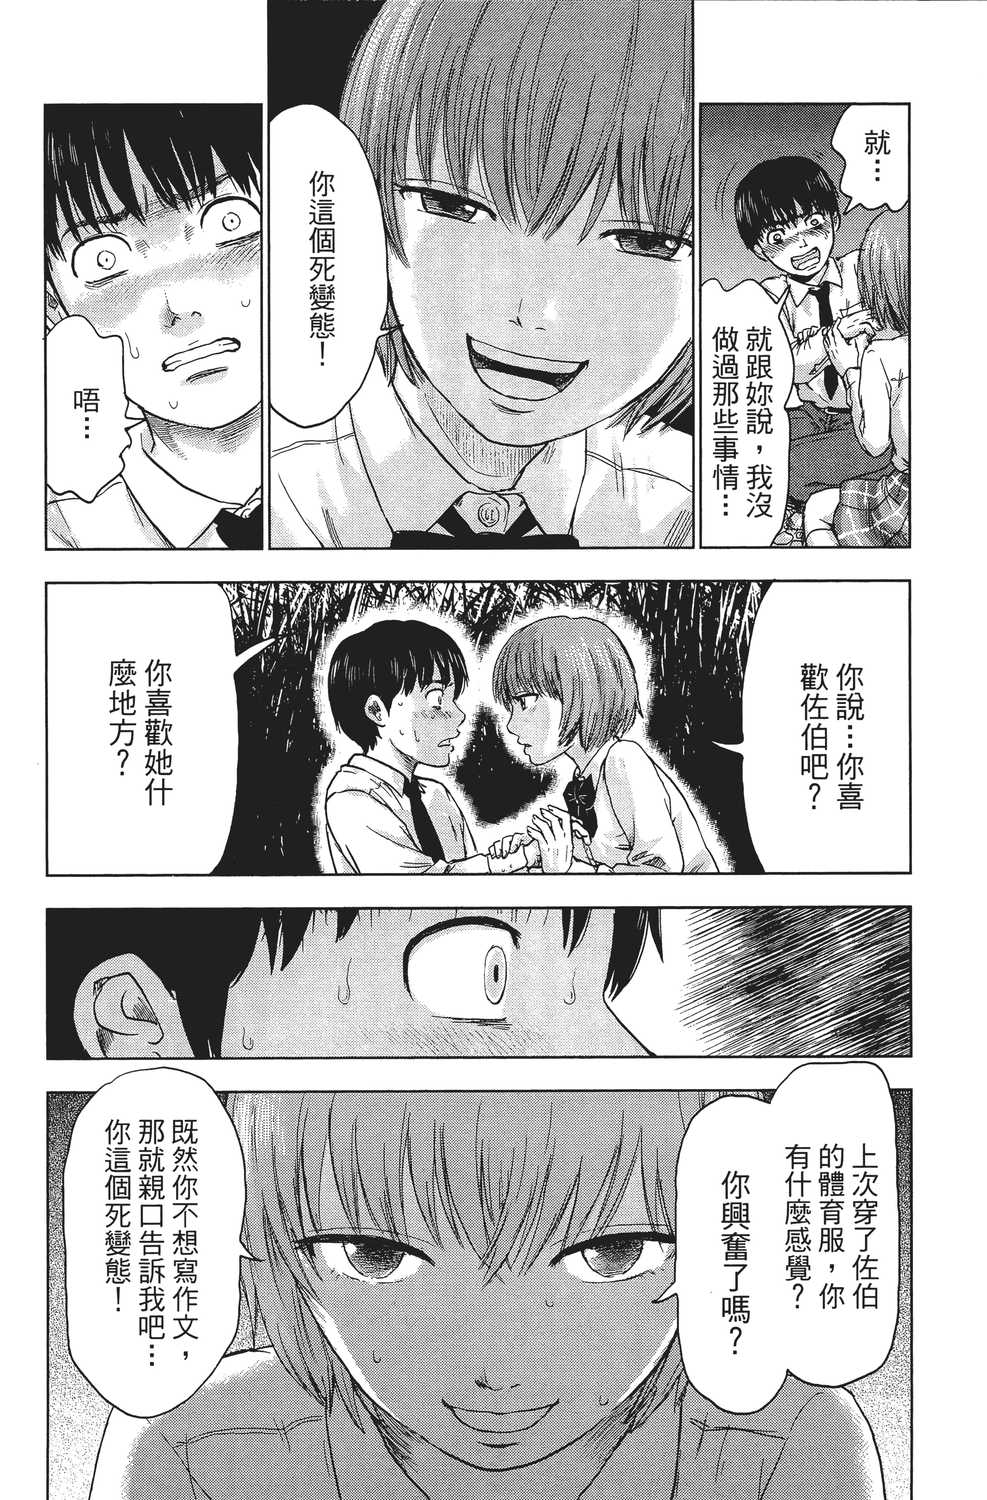 就…
就跟妳說，我沒
做過那些事情…
你這個死變態！
唔…
你說…你喜
歡佐伯吧？
你喜歡她什
麼地方？
上次穿了佐伯
的體育服，你
有什麼感覺？
你興奮了嗎？
既然你不想寫作文，
那就親口告訴我吧…
你這個死變態！